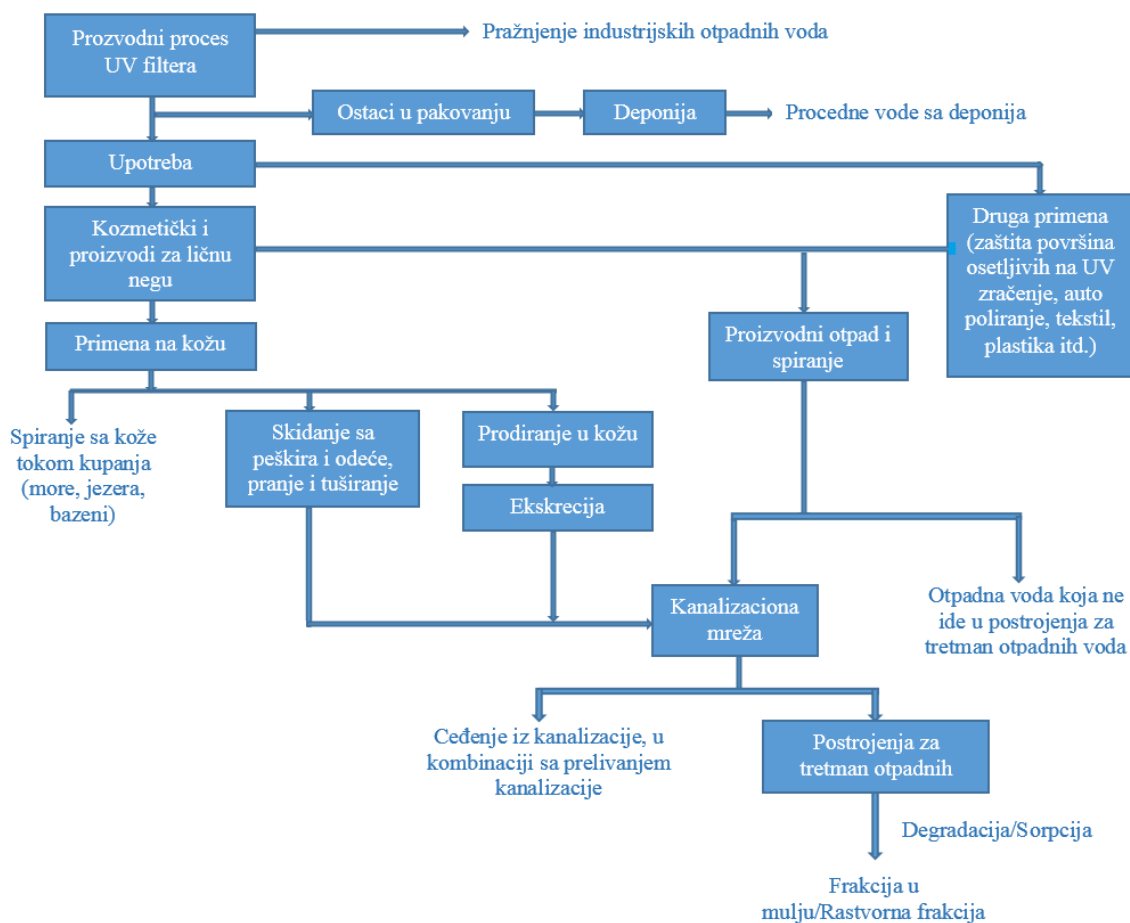 Prozvodni proces
UV filtera
Pražnjenje industrijskih otpadnih voda
Ostaci u pakovanju
Deponija
Procedne vode sa deponija
Upotreba
Kozmetički i
proizvodi za ličnu
negu
Druga primena
(zaštita površina
osetljivih na UV
zračenje, auto
poliranje, tekstil,
plastika itd.)
Primena na kožu
Proizvodni otpad i
spiranje
Spiranje sa kože
tokom kupanja
(more, jezera,
bazeni)
Skidanje sa
peškira i odeće,
pranje i tuširanje
Prodiranje u kožu
Ekskrecija
Kanalizaciona
mreža
Otpadna voda koja ne
ide u postrojenja za
tretman otpadnih voda
Ceđenje iz kanalizacije, u
kombinaciji sa prelivanjem
kanalizacije
Postrojenja za
tretman otpadnih
Degradacija/Sorpcija
Frakcija u
mulju/Rastvorna frakcija